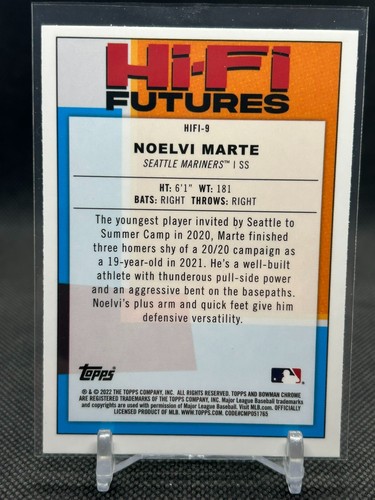 Hi-Fi
FUTURES
HIFI-9
NOELVI MARTE
SEATTLE MARINERS™ | SS
HT: 6'1" WT: 181
BATS: RIGHT THROWS: RIGHT
The youngest player invited by Seattle to
Summer Camp in 2020, Marte finished
three homers shy of a 20/20 campaign as
a 19-year-old in 2021. He's a well-built
athlete with thunderous pull-side power
and an aggressive bent on the basepaths.
Noelvi's plus arm and quick feet give him
defensive versatility.
Topps
® & © 2022 THE TOPPS COMPANY, INC. ALL RIGHTS RESERVED. TOPPS AND BOWMAN CHROME
ARE REGISTERED TRADEMARKS OF THE TOPPS COMPANY, INC. Major League Baseball trademarks
and copyrights are used with permission of Major League Baseball. Visit MLB.com. OFFICIALLY
LICENSED PRODUCT OF MLB. WWW.TOPPS.COM. CODE#CMP051765